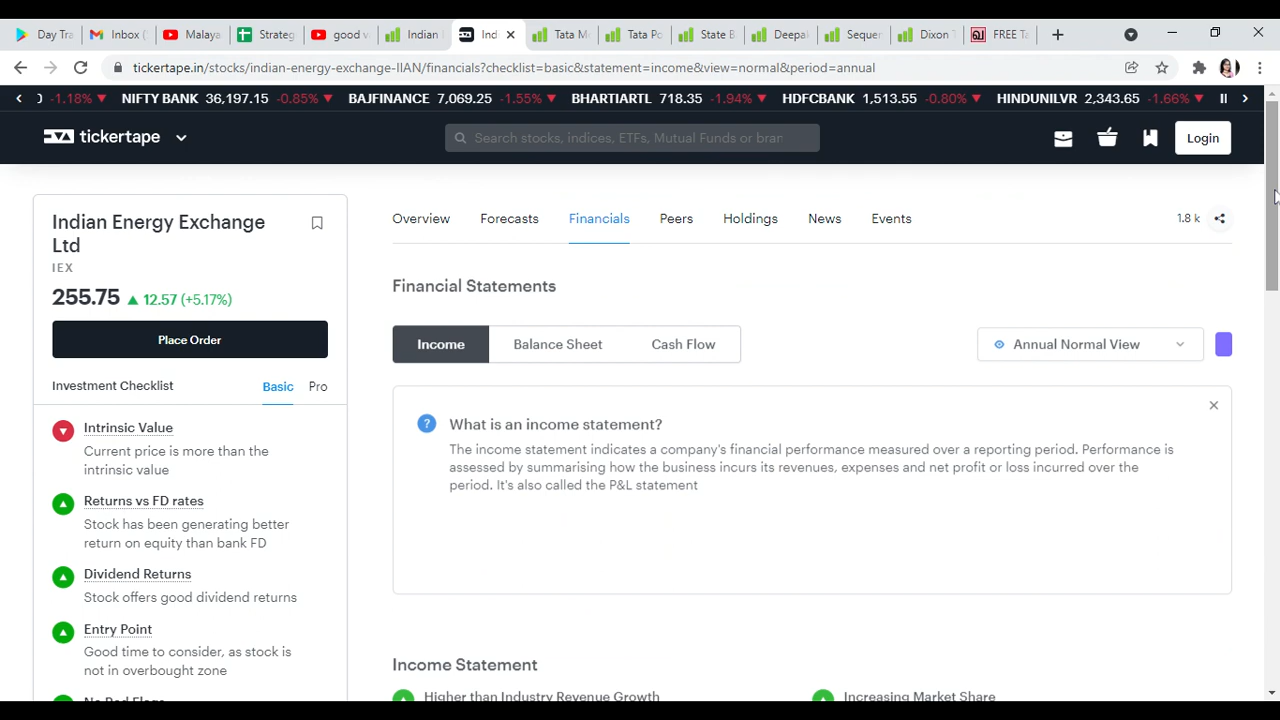 Day Tra
Inbox (
Malaya
Strateg
good v
Indian
Ind
Tata M
Tata Po
State B
Deepa
Sequer
Dixon T
FREE To
tickertape.in/stocks/indian-energy-exchange-IIAN/financials?checklist=basic&statement=income&view=normal&period=annual
-1.18% NIFTY BANK 36,197.15 -0.85% BAJFINANCE 7,069.25 -1.55% BHARTIARTL 718.35 -1.94% HDFCBANK 1,513.55 -0.80% HINDUNILVR 2,343.65 -1.66%
tickertape
Search stocks, indices, ETFs, Mutual Funds or bran
Login
Indian Energy Exchange
Ltd
IEX
255.75 12.57 (+5.17%)
Place Order
Investment Checklist
Basic
Pro
Intrinsic Value
Current price is more than the
intrinsic value
Returns vs FD rates
Stock has been generating better
return on equity than bank FD
Dividend Returns
Stock offers good dividend returns
Entry Point
Good time to consider, as stock is
not in overbought zone
No Red Flags
Overview
Forecasts
Financials
Peers
Holdings
News
Events
1.8 k
Financial Statements
Income
Balance Sheet
Cash Flow
Annual Normal View
What is an income statement?
The income statement indicates a company's financial performance measured over a reporting period. Performance is
assessed by summarising how the business incurs its revenues, expenses and net profit or loss incurred over the
period. It's also called the P&L statement
Income Statement
Higher than Industry Revenue Growth
Increasing Market Share